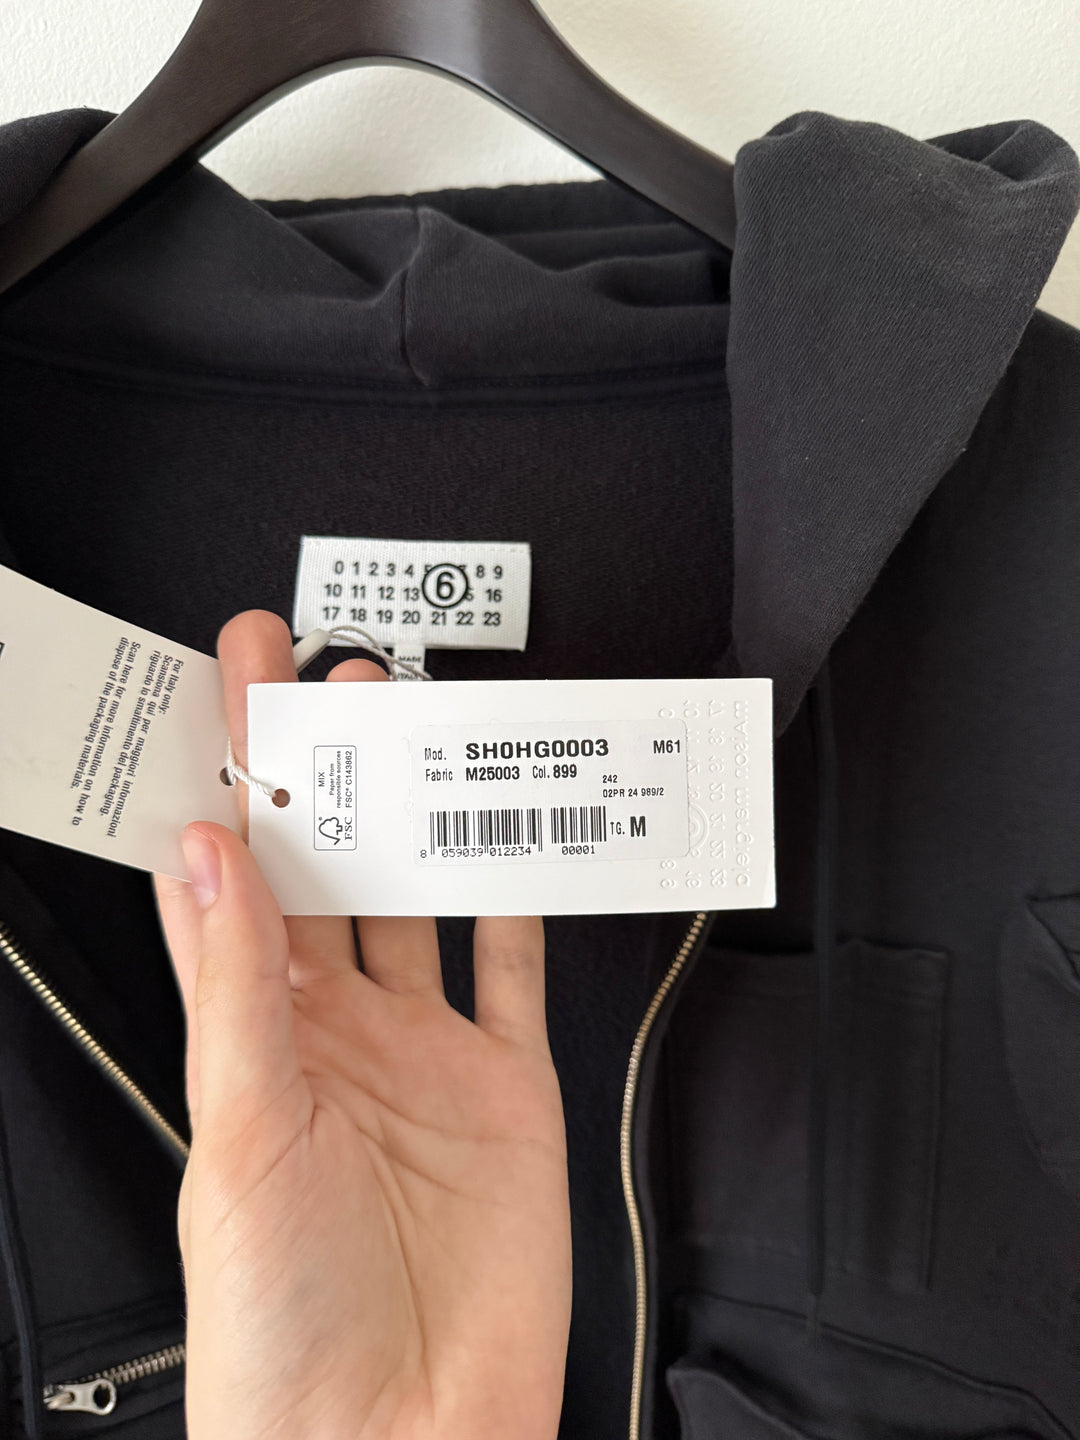 0 1 2 3 4 8 9
10 11 12 13 6 16
17 18 19 20 21 22 23
MADE
For Italy only:
Scansiona qui per maggiori informazioni
riguardo lo smaltimento del packaging.
Scan here for more information on how to
dispose of the packaging materials.
MIX
Paper from
responsible sources
FSC® C143862
FSC
Mod. SH0HG0003 M61
Fabric M25003 Col. 899
242
02PR 24 989/2
TG. M
8 059039 012234 00001